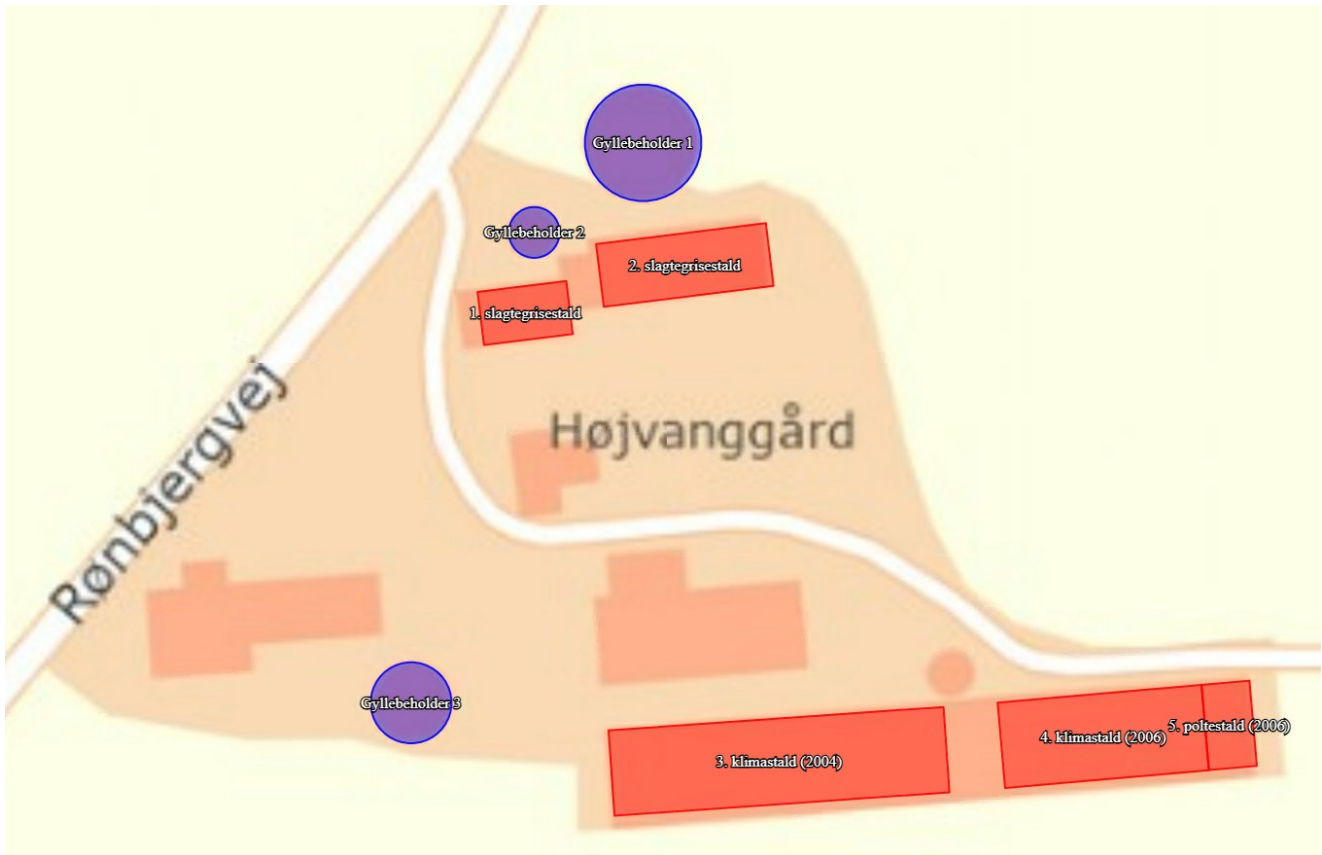 Gyllebeholder 1
Gyllebeholder 2
2. slagtegrisestald
1. slagtegrisestald
Højvanggård
Rønbjergvej
Gyllebeholder 3
3. klimastald (2004)
4. klimastald (2006)
5. poltestald (2006)